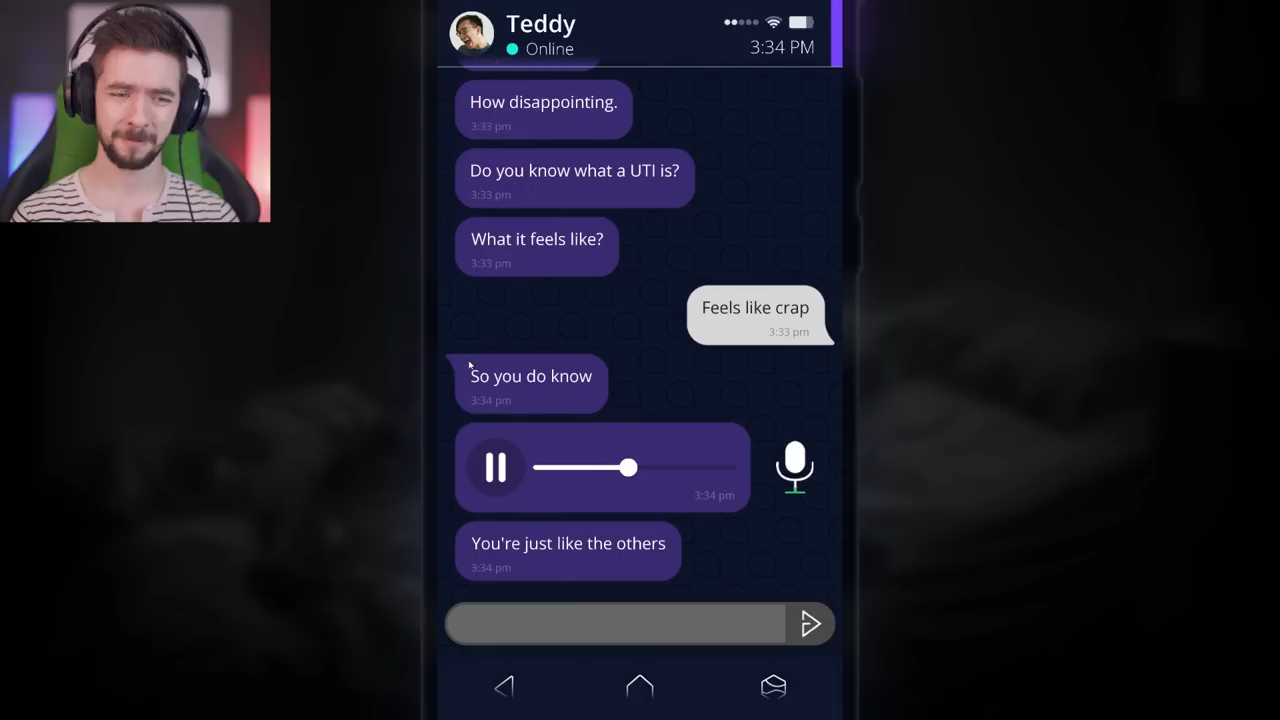 Teddy
Online
3:34 PM
How disappointing.
3:33 pm
Do you know what a UTI is?
3:33 pm
What it feels like?
3:33 pm
Feels like crap
3:33 pm
So you do know
3:34 pm
3:34 pm
You're just like the others
3:34 pm